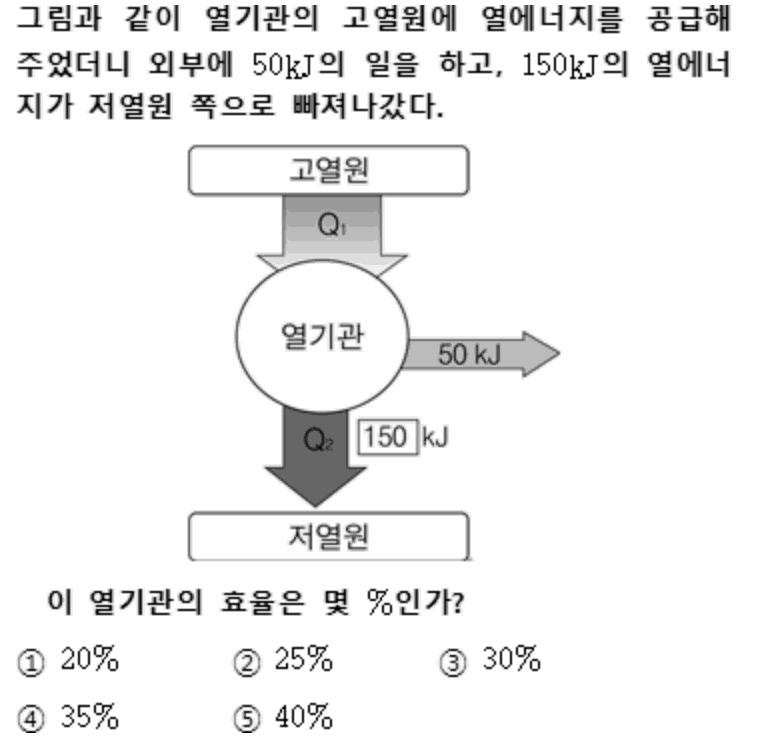 그림과 같이 열기관의 고열원에 열에너지를 공급해
주었더니 외부에 50kJ의 일을 하고, 150kJ의 열에너
지가 저열원 쪽으로 빠져나갔다.
고열원
Q₁
열기관
50 kJ
Q₂ 150 kJ
저열원
이 열기관의 효율은 몇 %인가?
① 20% ② 25% ③ 30%
④ 35% ⑤ 40%